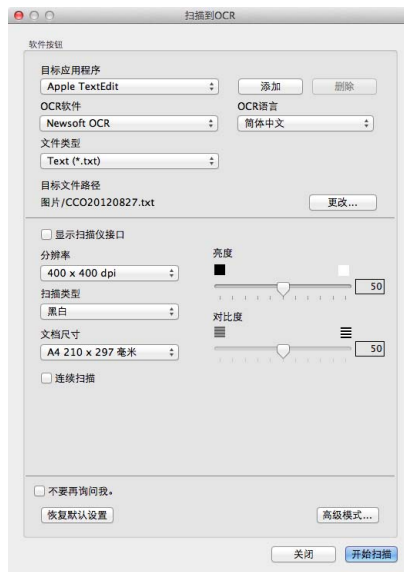 扫描到OCR
软件按钮
目标应用程序
Apple TextEdit 添加 删除
OCR软件 OCR语言
Newsoft OCR 简体中文
文件类型
Text (*.txt)
目标文件路径
图片/CCO20120827.txt 更改...
显示扫描仪接口
分辨率 亮度
400 x 400 dpi 50
扫描类型
黑白 对比度
文档尺寸
A4 210 x 297 毫米 50
连续扫描
不要再询问我。
恢复默认设置 高级模式...
关闭 开始扫描